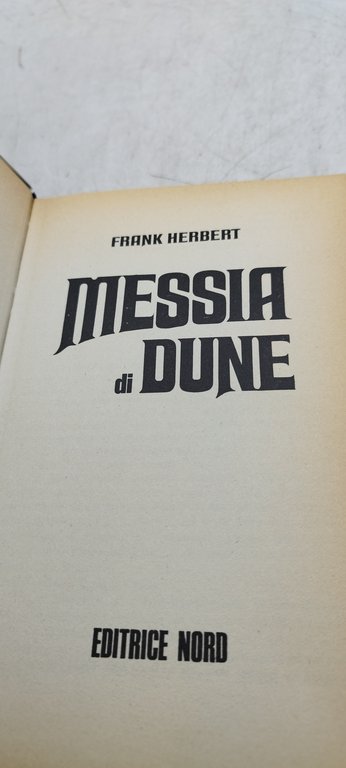 FRANK HERBERT
MESSIA
di DUNE
EDITRICE NORD